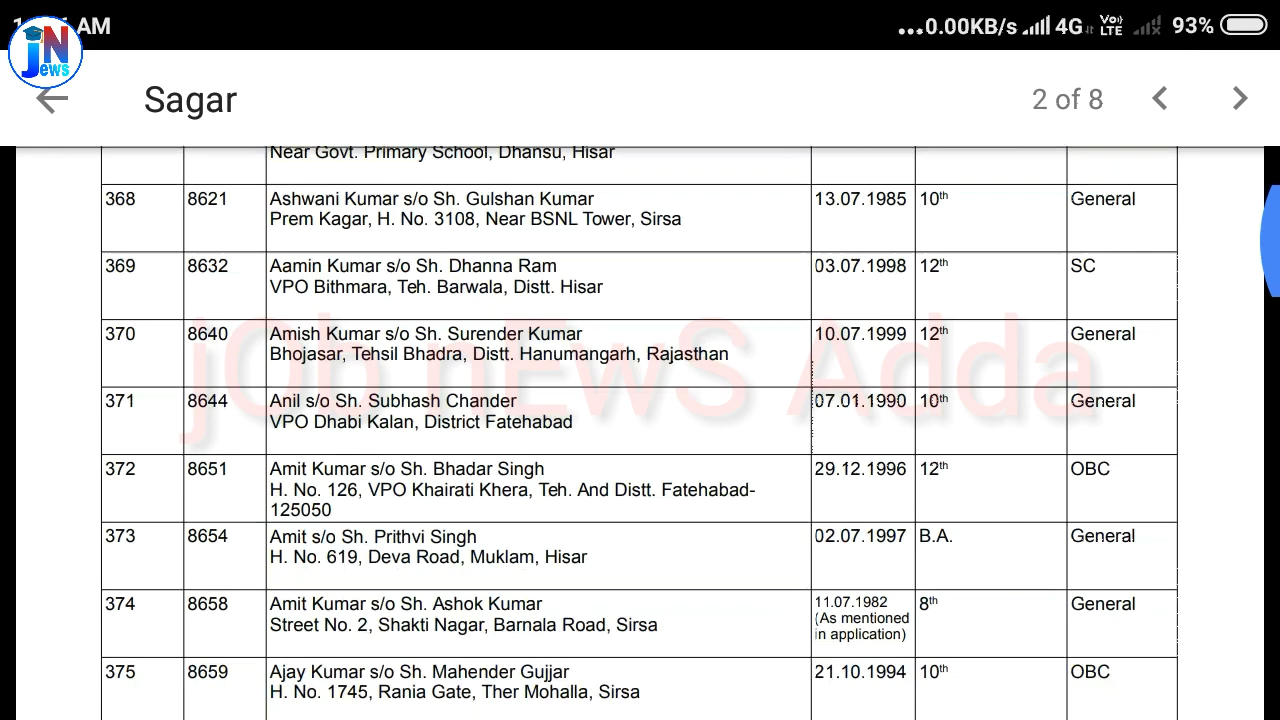 AM
...0.00KB/s 4G Vo) LTE 93%
jN ews
Sagar
2 of 8
Near Govt. Primary School, Dhansu, Hisar
368 8621 Ashwani Kumar s/o Sh. Gulshan Kumar 13.07.1985 10th General
Prem Kagar, H. No. 3108, Near BSNL Tower, Sirsa
369 8632 Aamin Kumar s/o Sh. Dhanna Ram 03.07.1998 12th SC
VPO Bithmara, Teh. Barwala, Distt. Hisar
370 8640 Amish Kumar s/o Sh. Surender Kumar 10.07.1999 12th General
Bhojasar, Tehsil Bhadra, Distt. Hanumangarh, Rajasthan
jOb nEwS Adda
371 8644 Anil s/o Sh. Subhash Chander 07.01.1990 10th General
VPO Dhabi Kalan, District Fatehabad
372 8651 Amit Kumar s/o Sh. Bhadar Singh 29.12.1996 12th OBC
H. No. 126, VPO Khairati Khera, Teh. And Distt. Fatehabad-
125050
373 8654 Amit s/o Sh. Prithvi Singh 02.07.1997 B.A. General
H. No. 619, Deva Road, Muklam, Hisar
374 8658 Amit Kumar s/o Sh. Ashok Kumar 11.07.1982 8th General
Street No. 2, Shakti Nagar, Barnala Road, Sirsa (As mentioned
in application)
375 8659 Ajay Kumar s/o Sh. Mahender Gujjar 21.10.1994 10th OBC
H. No. 1745, Rania Gate, Ther Mohalla, Sirsa